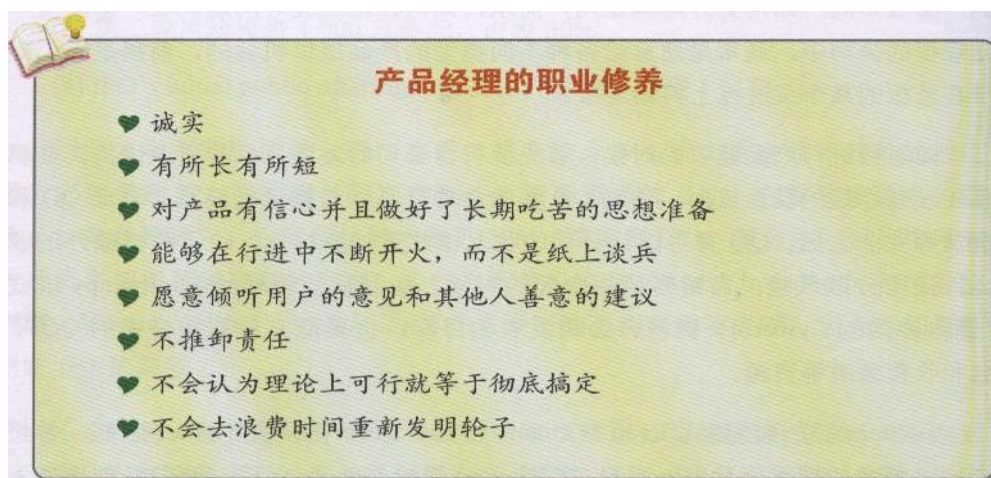 产品经理的职业修养
诚实
有所长有所短
对产品有信心并且做好了长期吃苦的思想准备
能够在行进中不断开火，而不是纸上谈兵
愿意倾听用户的意见和其他人善意的建议
不推卸责任
不会认为理论上可行就等于彻底搞定
不会去浪费时间重新发明轮子